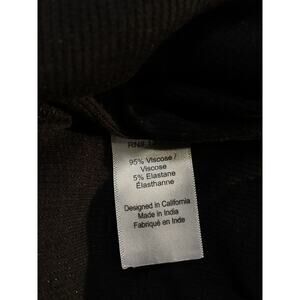 RN#
95% Viscose /
Viscose
5% Elastane
Élasthanne
Designed in California
Made in India
Fabriqué en Inde